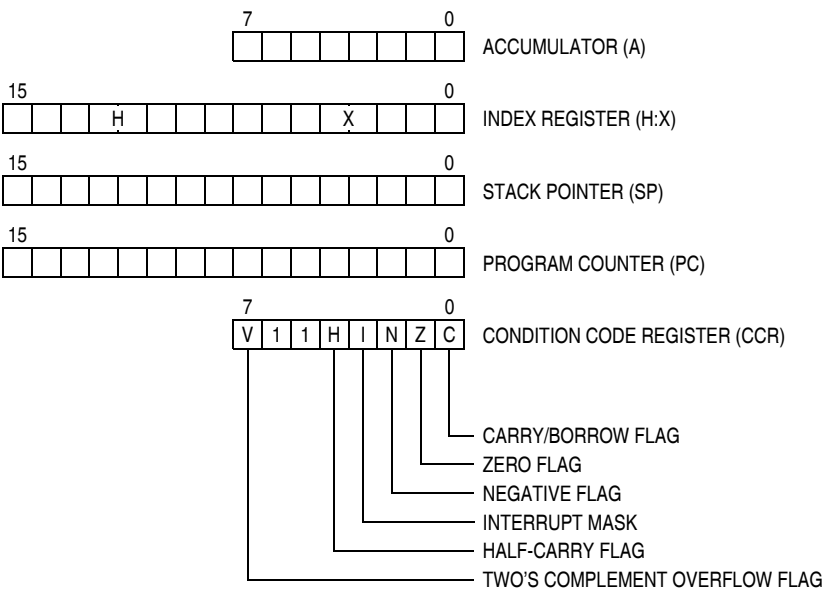 7 0
ACCUMULATOR (A)
15 0
H X INDEX REGISTER (H:X)
15 0
STACK POINTER (SP)
15 0
PROGRAM COUNTER (PC)
7 0
V 1 1 H I N Z C CONDITION CODE REGISTER (CCR)
CARRY/BORROW FLAG
ZERO FLAG
NEGATIVE FLAG
INTERRUPT MASK
HALF-CARRY FLAG
TWO'S COMPLEMENT OVERFLOW FLAG